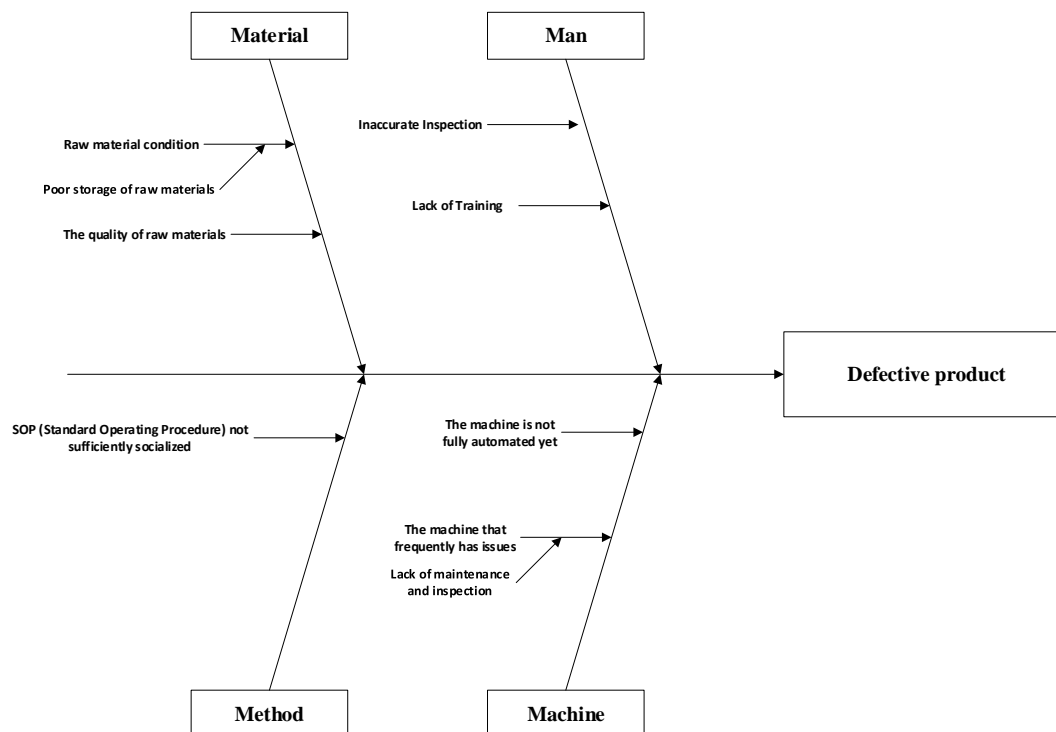 Material
Man
Inaccurate Inspection
Raw material condition
Poor storage of raw materials
Lack of Training
The quality of raw materials
Defective product
SOP (Standard Operating Procedure) not
sufficiently socialized
The machine is not
fully automated yet
The machine that
frequently has issues
Lack of maintenance
and inspection
Method
Machine